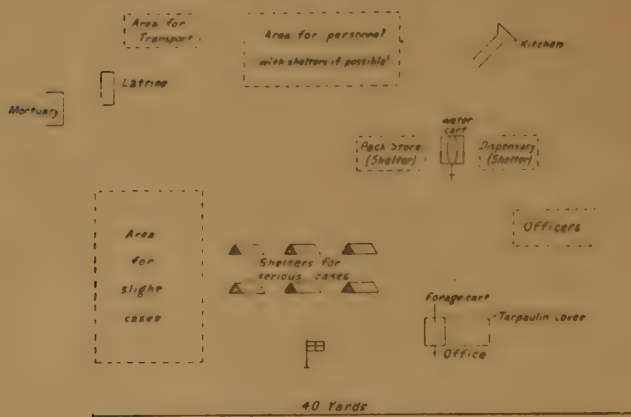 Area for
Transport
Area for personnel
with shelters if possible
Kitchen
Latrine
Mortuary
Water
cart
Pack Store
(Shelter)
Dispensary
(Shelter)
Officers
Area
for
slight
cases
Shelters for
serious cases
Forage cart
Tarpaulin cover
Office
40 Yards